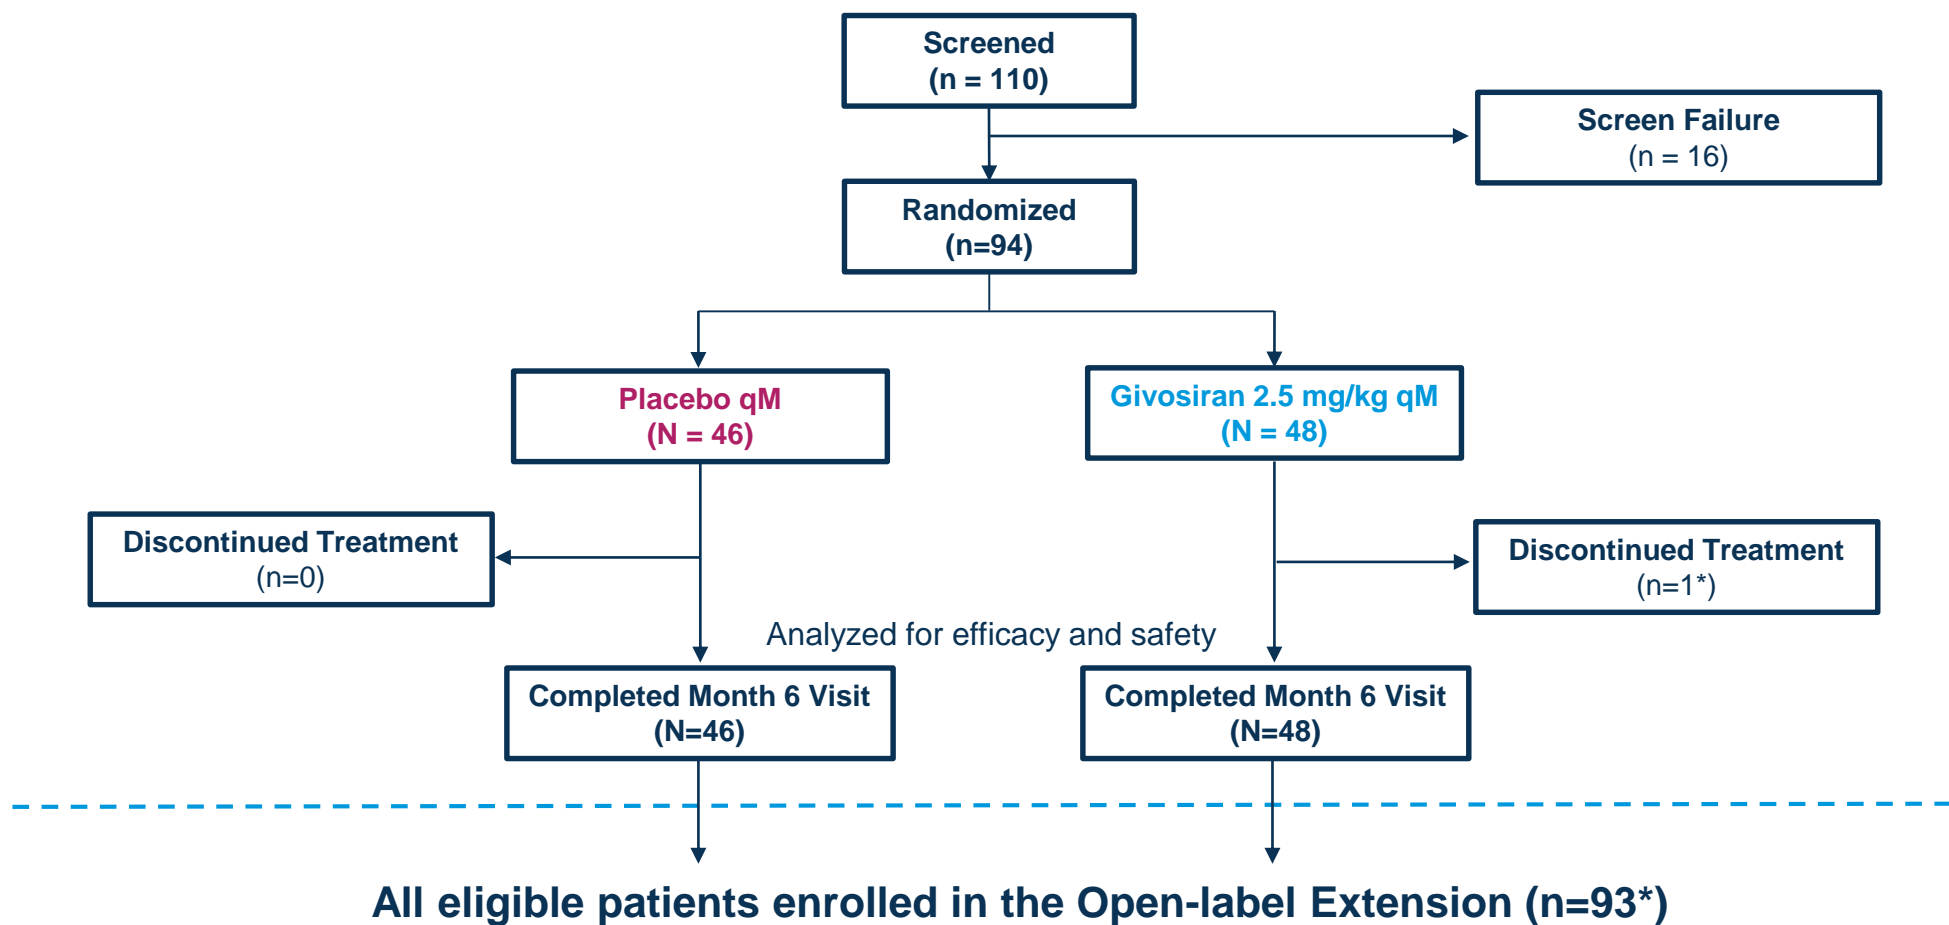 Screened
(n = 110)
Screen Failure
(n = 16)
Randomized
(n=94)
Placebo qM
(N = 46)
Givosiran 2.5 mg/kg qM
(N = 48)
Discontinued Treatment
(n=0)
Discontinued Treatment
(n=1*)
Analyzed for efficacy and safety
Completed Month 6 Visit
(N=46)
Completed Month 6 Visit
(N=48)
All eligible patients enrolled in the Open-label Extension (n=93*)